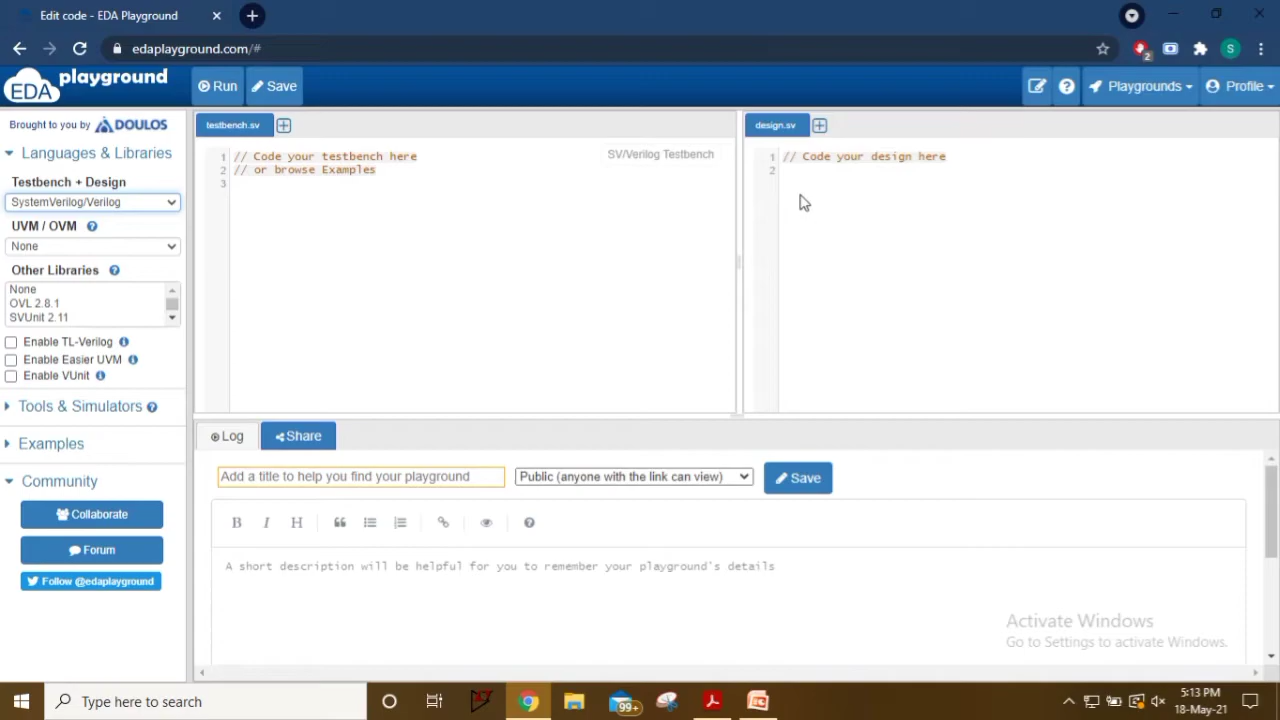 Edit code - EDA Playground
edaplayground.com/#
2
S
EDA playground
Run
Save
Playgrounds
Profile
Brought to you by DOULOS
Languages & Libraries
Testbench + Design
SystemVerilog/Verilog
UVM / OVM
None
Other Libraries
None
OVL 2.8.1
SVUnit 2.11
Enable TL-Verilog
Enable Easier UVM
Enable VUnit
Tools & Simulators
Examples
Community
Collaborate
Forum
Follow @edaplayground
testbench.sv
1 // Code your testbench here
2 // or browse Examples
3
SV/Verilog Testbench
design.sv
1 // Code your design here
2
Log
Share
Add a title to help you find your playground
Public (anyone with the link can view)
Save
B I H
A short description will be helpful for you to remember your playground's details
Activate Windows
Go to Settings to activate Windows.
Type here to search
99+
5:13 PM
18-May-21